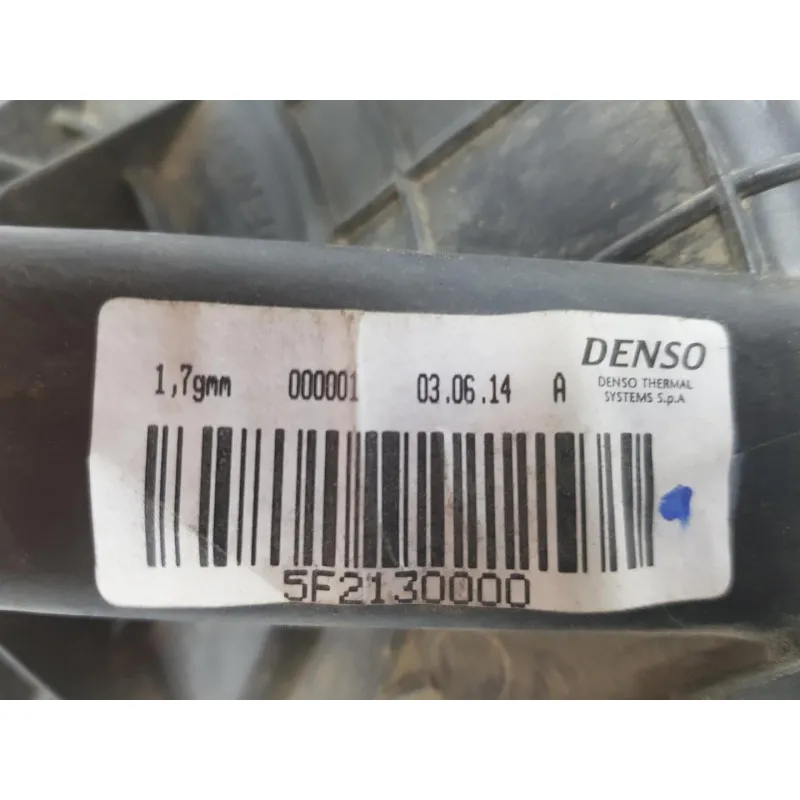 1,7gmm 000001 03.06.14 A
DENSO
DENSO THERMAL
SYSTEMS S.p.A
5F2130000